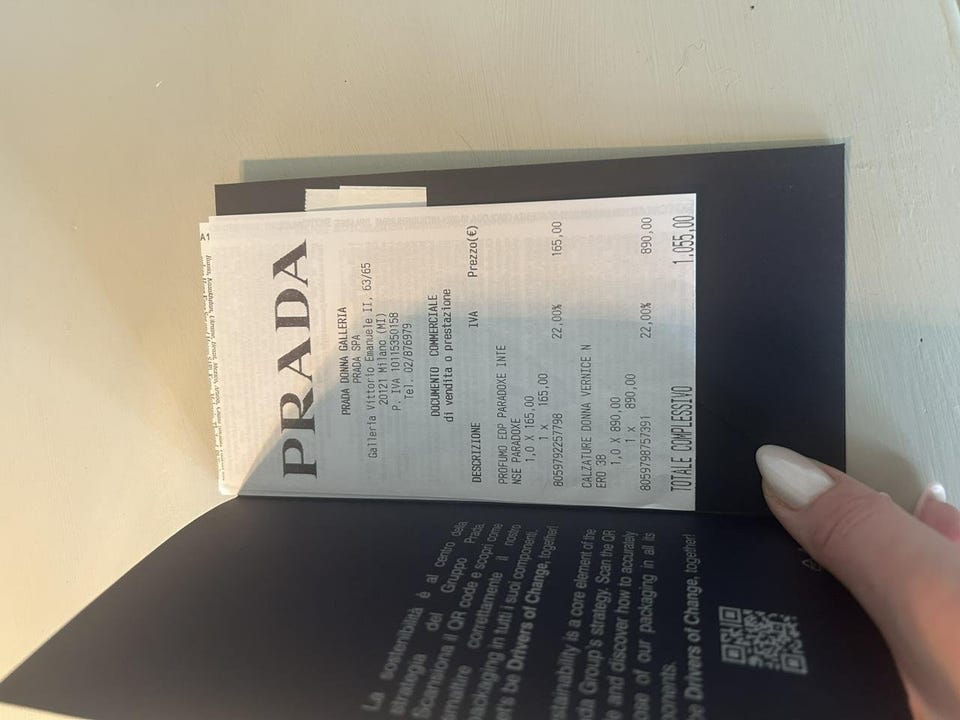 A1
PRADA
PRADA DONNA GALLERIA
PRADA SPA
Galleria Vittorio Emanuele II, 63/65
20121 Milano (MI)
P. IVA 10115350158
Tel. 02/876979
DOCUMENTO COMMERCIALE
di vendita o prestazione
DESCRIZIONE IVA Prezzo(€)
PROFUMO EDP PARADOXE INTE
NSE PARADOXE
1,0 X 165,00
1 X 165,00
8059792257798 22,00% 165,00
CALZATURE DONNA VERNICE N
ERO 38
1,0 X 890,00
1 X 890,00
8059798757391 22,00% 890,00
TOTALE COMPLESSIVO 1.055,00
La sostenibilità è al centro della
strategia del Gruppo Prada.
Scansiona il QR code e scopri come
correttamente il nostro
packaging in tutti i suoi componenti.
be Drivers of Change, together!
is a core element of the
Group's strategy. Scan the QR
and discover how to accurately
of our packaging in all its
Drivers of Change, together!